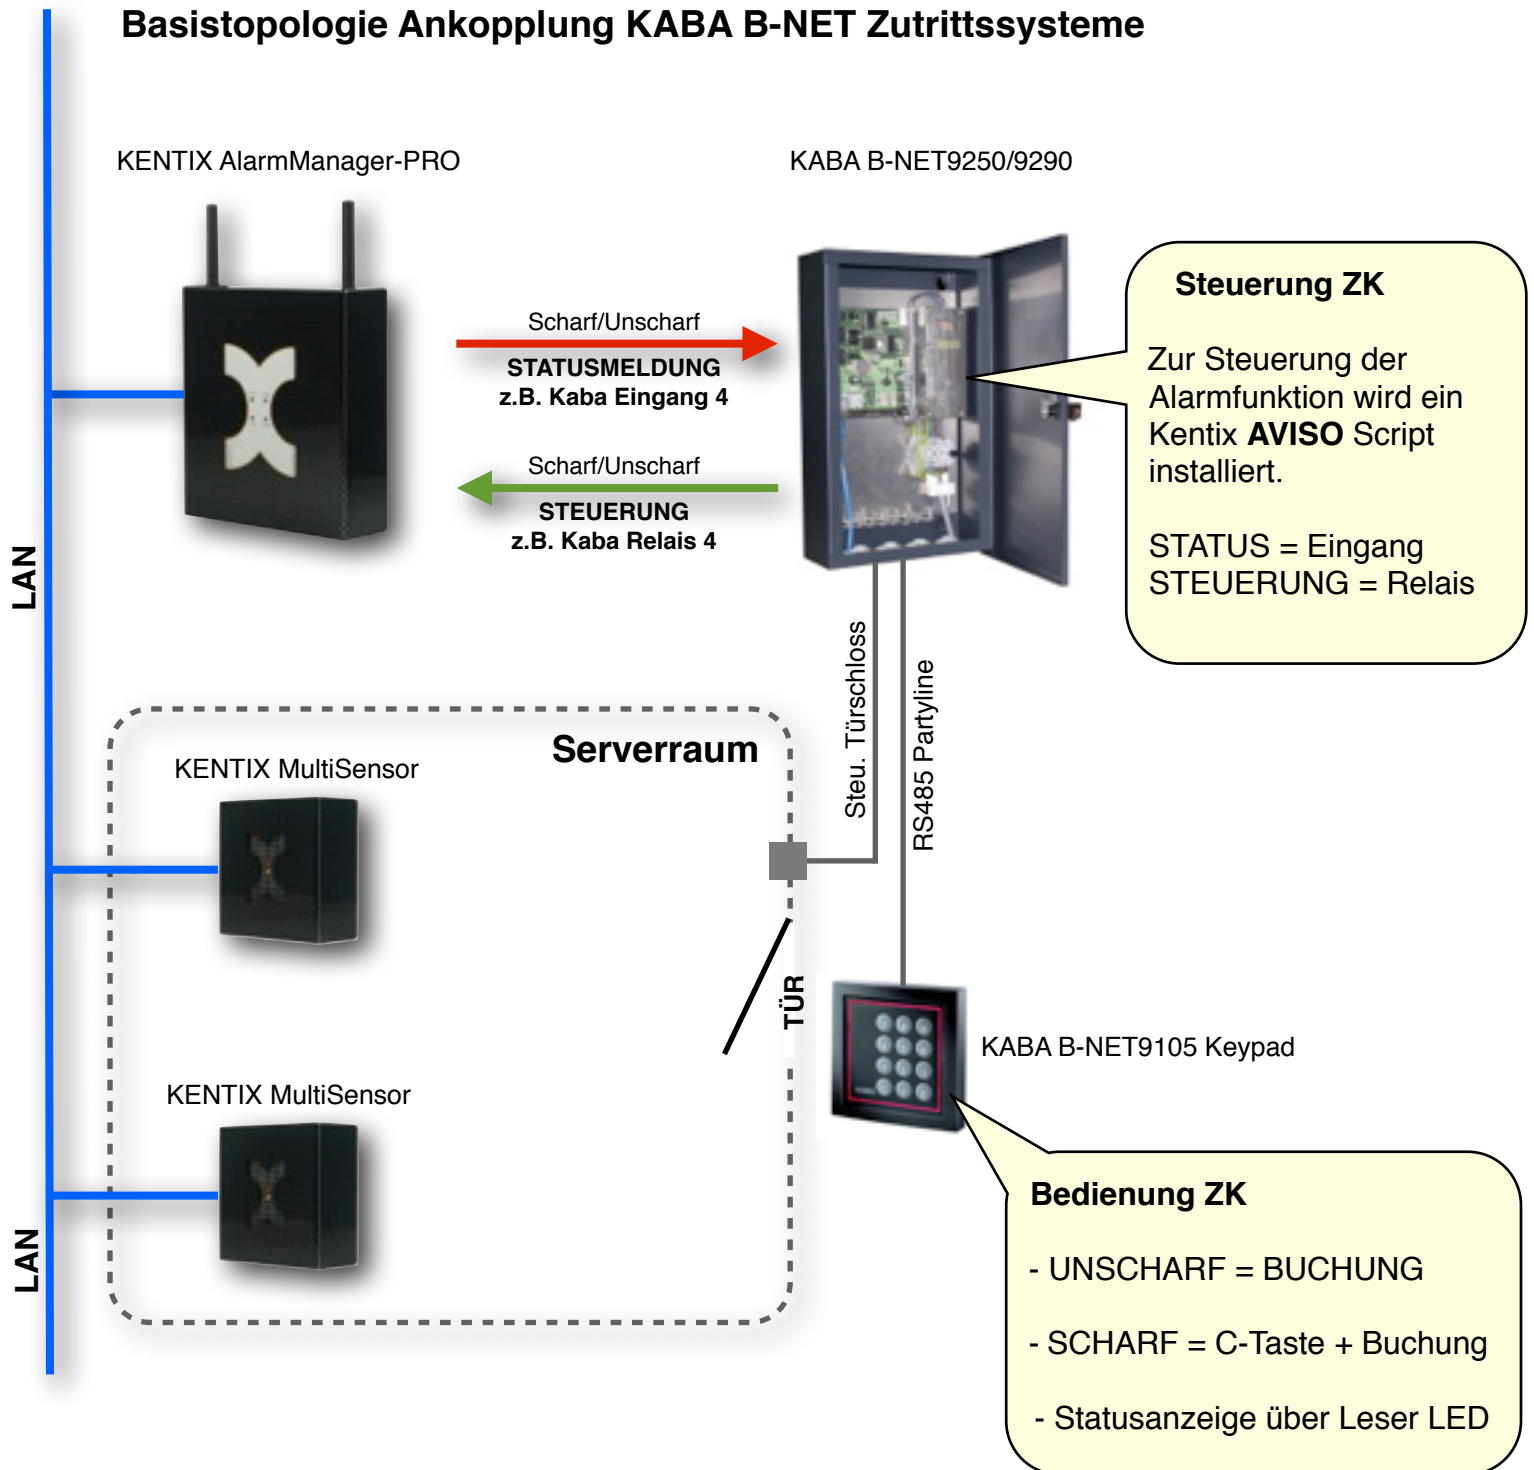 Basistopologie Ankopplung KABA B-NET Zutrittssysteme
KENTIX AlarmManager-PRO
KABA B-NET9250/9290
Scharf/Unscharf
STATUSMELDUNG
z.B. Kaba Eingang 4
Scharf/Unscharf
STEUERUNG
z.B. Kaba Relais 4
Steuerung ZK
Zur Steuerung der
Alarmfunktion wird ein
Kentix AVISO Script
installiert.
STATUS = Eingang
STEUERUNG = Relais
LAN
Steu. Türschloss
RS485 Partyline
Serverraum
KENTIX MultiSensor
TÜR
KABA B-NET9105 Keypad
KENTIX MultiSensor
LAN
Bedienung ZK
- UNSCHARF = BUCHUNG
- SCHARF = C-Taste + Buchung
- Statusanzeige über Leser LED